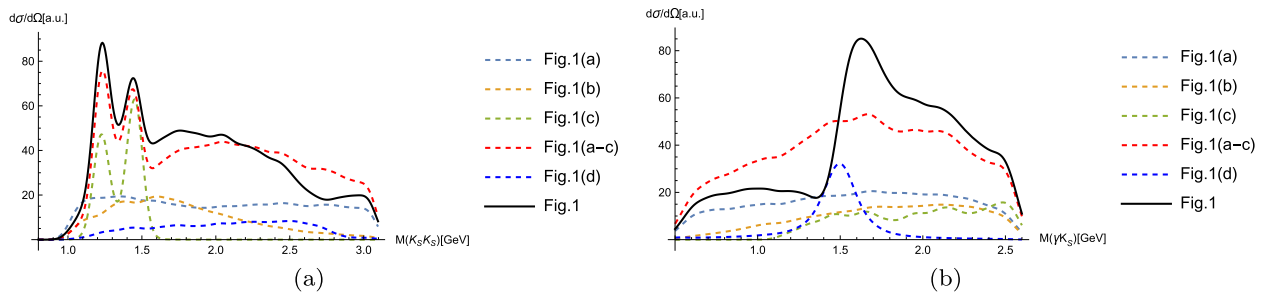 dσ/dΩ[a.u.]
80
60
40
20
1.0
1.5
2.0
2.5
3.0
M(K_S K_S)[GeV]
Fig.1(a)
Fig.1(b)
Fig.1(c)
Fig.1(a-c)
Fig.1(d)
Fig.1
(a)
dσ/dΩ[a.u.]
80
60
40
20
1.0
1.5
2.0
2.5
M(γK_S)[GeV]
Fig.1(a)
Fig.1(b)
Fig.1(c)
Fig.1(a-c)
Fig.1(d)
Fig.1
(b)